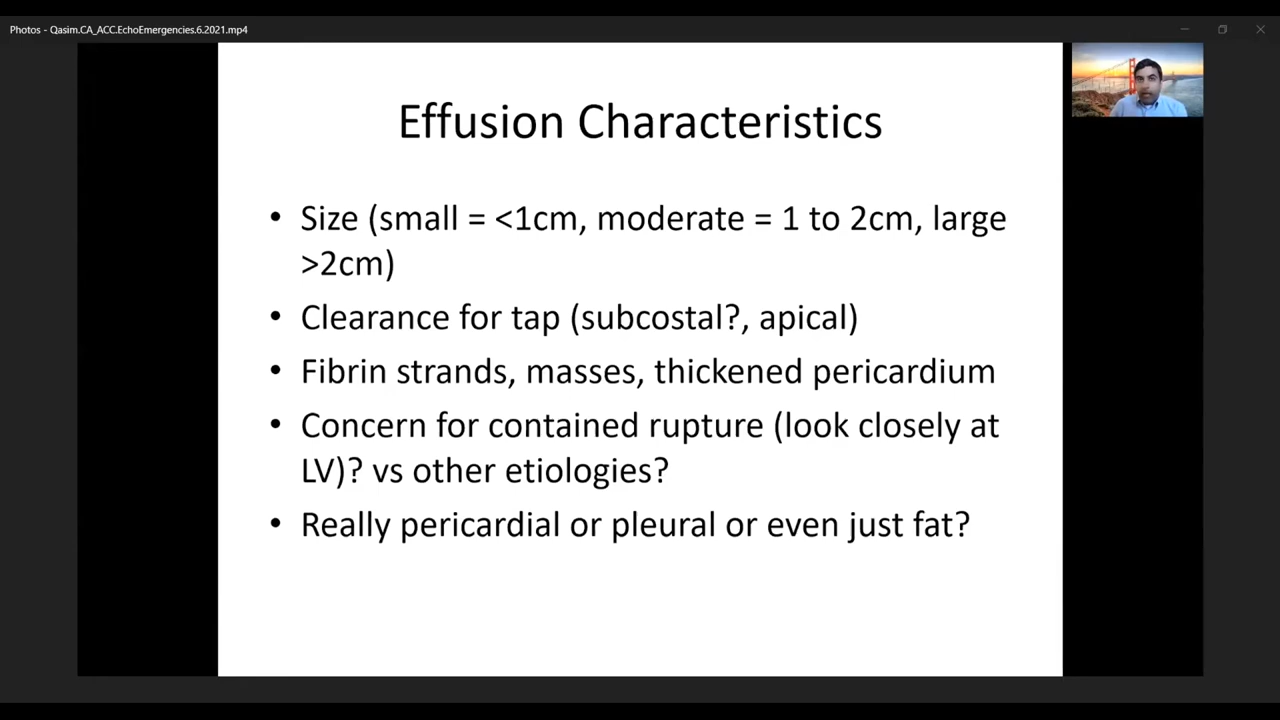 Photos - Qasim.CA_ACC.EchoEmergencies.6.2021.mp4
Effusion Characteristics
• Size (small = <1cm, moderate = 1 to 2cm, large
>2cm)
• Clearance for tap (subcostal?, apical)
• Fibrin strands, masses, thickened pericardium
• Concern for contained rupture (look closely at
LV)? vs other etiologies?
• Really pericardial or pleural or even just fat?